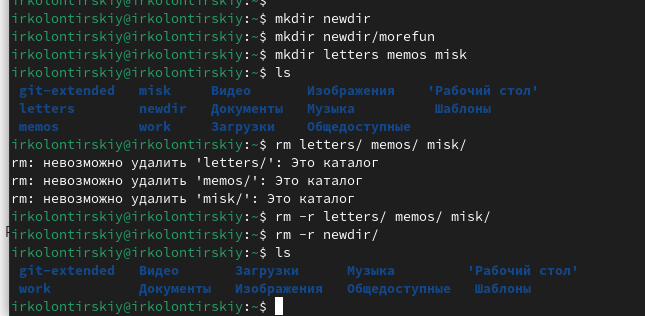 irkolontirskiy@irkolontirskiy:~$
irkolontirskiy@irkolontirskiy:~$ mkdir newdir
irkolontirskiy@irkolontirskiy:~$ mkdir newdir/morefun
irkolontirskiy@irkolontirskiy:~$ mkdir letters memos misk
irkolontirskiy@irkolontirskiy:~$ ls
git-extended misk Видео Изображения 'Рабочий стол'
letters newdir Документы Музыка Шаблоны
memos work Загрузки Общедоступные
irkolontirskiy@irkolontirskiy:~$ rm letters/ memos/ misk/
rm: невозможно удалить 'letters/': Это каталог
rm: невозможно удалить 'memos/': Это каталог
rm: невозможно удалить 'misk/': Это каталог
irkolontirskiy@irkolontirskiy:~$ rm -r letters/ memos/ misk/
irkolontirskiy@irkolontirskiy:~$ rm -r newdir/
irkolontirskiy@irkolontirskiy:~$ ls
git-extended Видео Загрузки Музыка 'Рабочий стол'
work Документы Изображения Общедоступные Шаблоны
irkolontirskiy@irkolontirskiy:~$